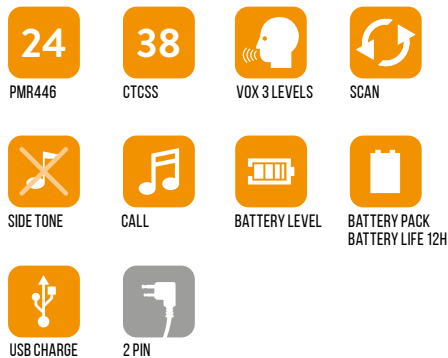 24
PMR446
38
CTCSS
VOX 3 LEVELS
SCAN
SIDE TONE
CALL
BATTERY LEVEL
BATTERY PACK
BATTERY LIFE 12H
USB CHARGE
2 PIN